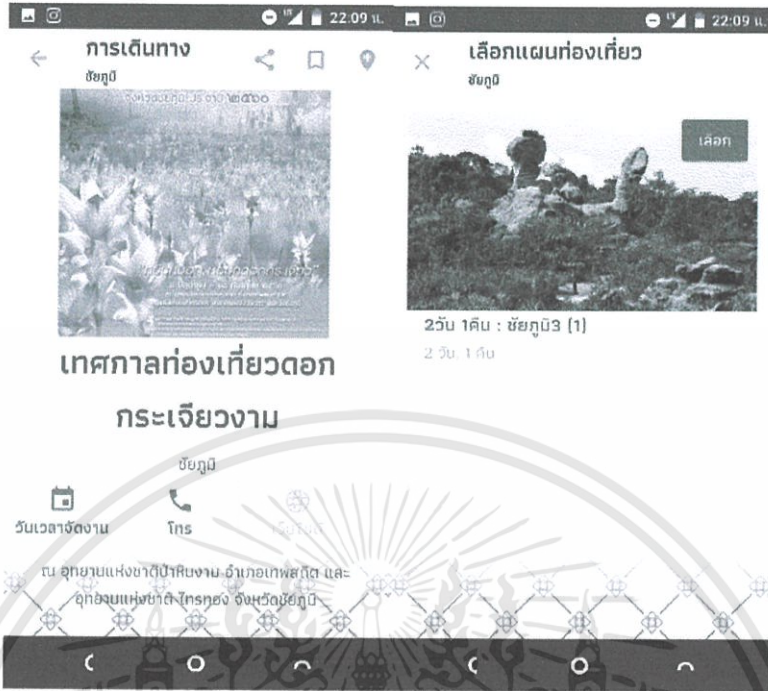 22:09 น.
การเดินทาง
ชัยภูมิ
เทศกาลท่องเที่ยวดอก
กระเจียวงาม
ชัยภูมิ
วันเวลาจัดงาน
โทร
เว็บไซต์
ณ อุทยานแห่งชาติป่าหินงาม อำเภอเทพสถิต และ
อุทยานแห่งชาติ ไทรทอง จังหวัดชัยภูมิ
22:09 น.
เลือกแผนท่องเที่ยว
ชัยภูมิ
เลือก
2วัน 1คืน : ชัยภูมิ3 (1)
2 วัน, 1 คืน